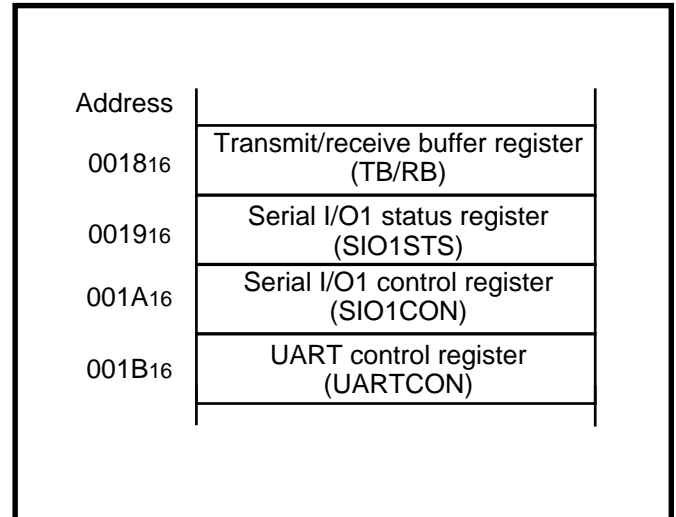 Address
0018₁₆
Transmit/receive buffer register
(TB/RB)
0019₁₆
Serial I/O1 status register
(SIO1STS)
001A₁₆
Serial I/O1 control register
(SIO1CON)
001B₁₆
UART control register
(UARTCON)